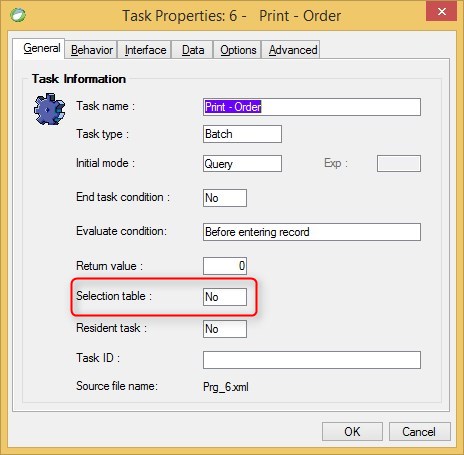 Task Properties: 6 - Print - Order
General Behavior Interface Data Options Advanced
Task Information
Task name : Print - Order
Task type : Batch
Initial mode : Query Exp :
End task condition : No
Evaluate condition: Before entering record
Return value : 0
Selection table : No
Resident task : No
Task ID :
Source file name: Prg_6.xml
OK Cancel